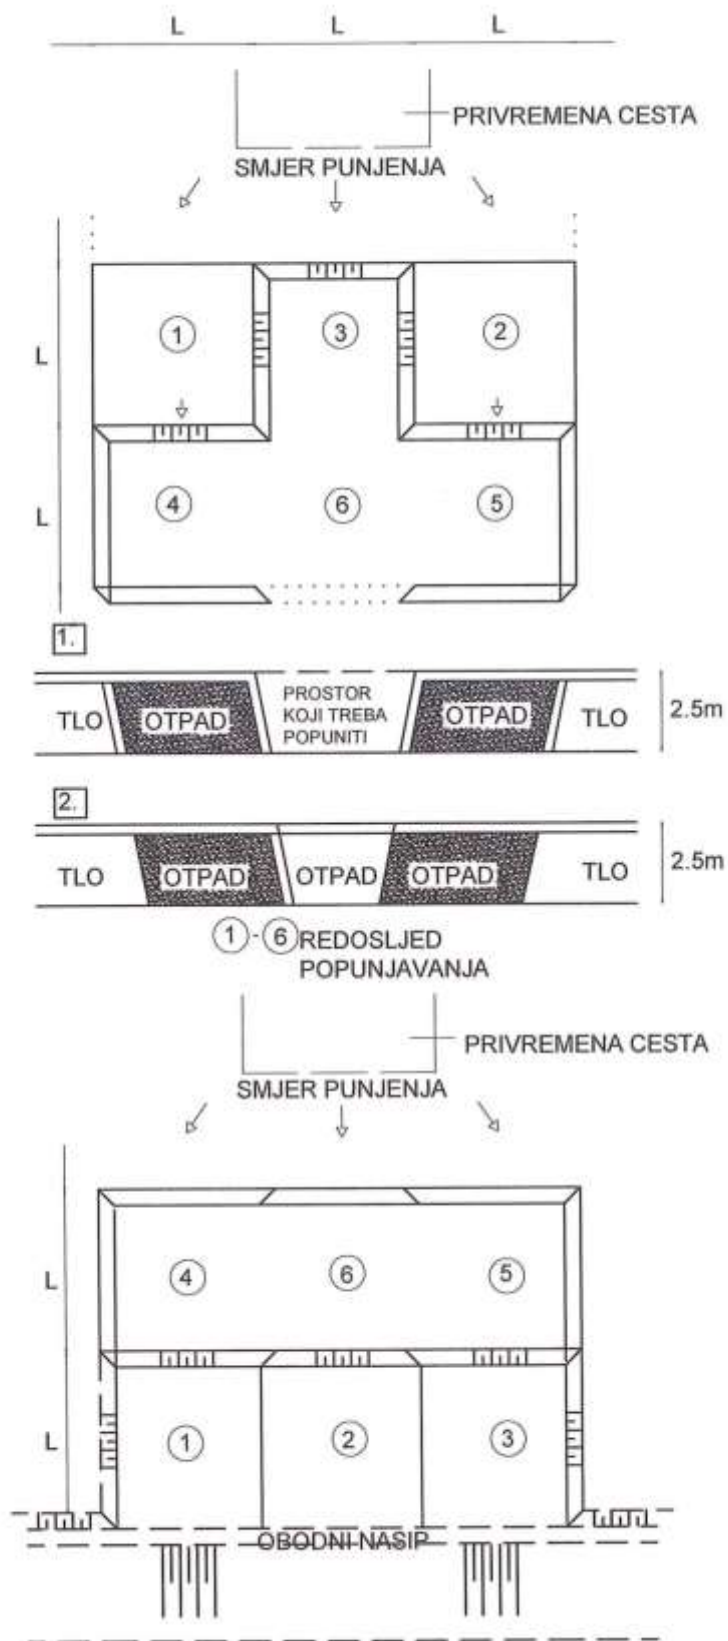 L L L
PRIVREMENA CESTA
SMJER PUNJENJA
1 3 2
L
4 6 5
L
1.
TLO OTPAD PROSTOR KOJI TREBA POPUNITI OTPAD TLO 2.5m
2.
TLO OTPAD OTPAD OTPAD TLO 2.5m
1 - 6 REDOSLJED
POPUNJAVANJA
PRIVREMENA CESTA
SMJER PUNJENJA
L 4 6 5
L 1 2 3
OBODNI NASIP